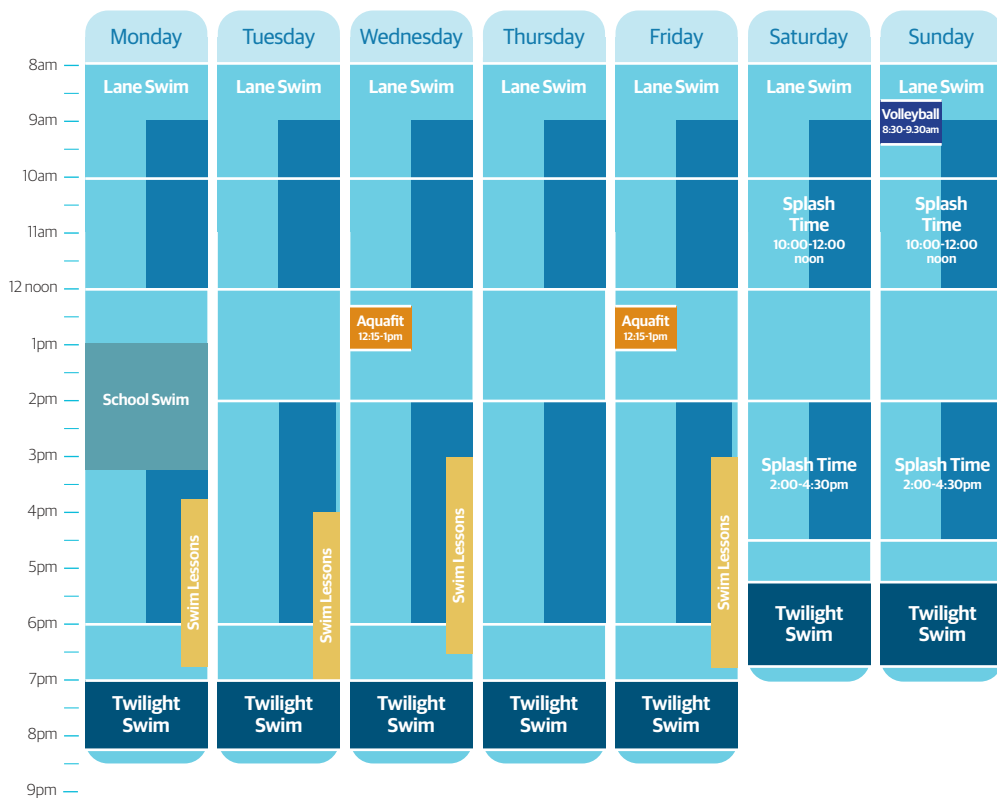 Monday
Tuesday
Wednesday
Thursday
Friday
Saturday
Sunday
8am
Lane Swim
Lane Swim
Lane Swim
Lane Swim
Lane Swim
Lane Swim
Lane Swim
Volleyball
8:30-9.30am
9am
10am
Splash
Time
10:00-12:00
noon
Splash
Time
10:00-12:00
noon
11am
12 noon
Aquafit
12:15-1pm
Aquafit
12:15-1pm
1pm
School Swim
2pm
3pm
Splash Time
2:00-4:30pm
Splash Time
2:00-4:30pm
4pm
Swim Lessons
Swim Lessons
Swim Lessons
Swim Lessons
5pm
6pm
Twilight
Swim
Twilight
Swim
7pm
Twilight
Swim
Twilight
Swim
Twilight
Swim
Twilight
Swim
Twilight
Swim
8pm
9pm